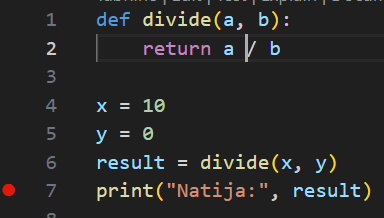 1 def divide(a, b):
2     return a / b
3
4 x = 10
5 y = 0
6 result = divide(x, y)
7 print("Natija:", result)